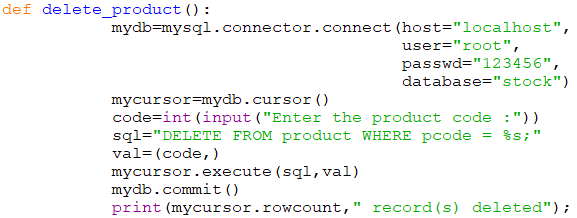 def delete_product():
mydb=mysql.connector.connect(host="localhost",
user="root",
passwd="123456",
database="stock")
mycursor=mydb.cursor()
code=int(input("Enter the product code :"))
sql="DELETE FROM product WHERE pcode = %s;"
val=(code,)
mycursor.execute(sql,val)
mydb.commit()
print(mycursor.rowcount," record(s) deleted");